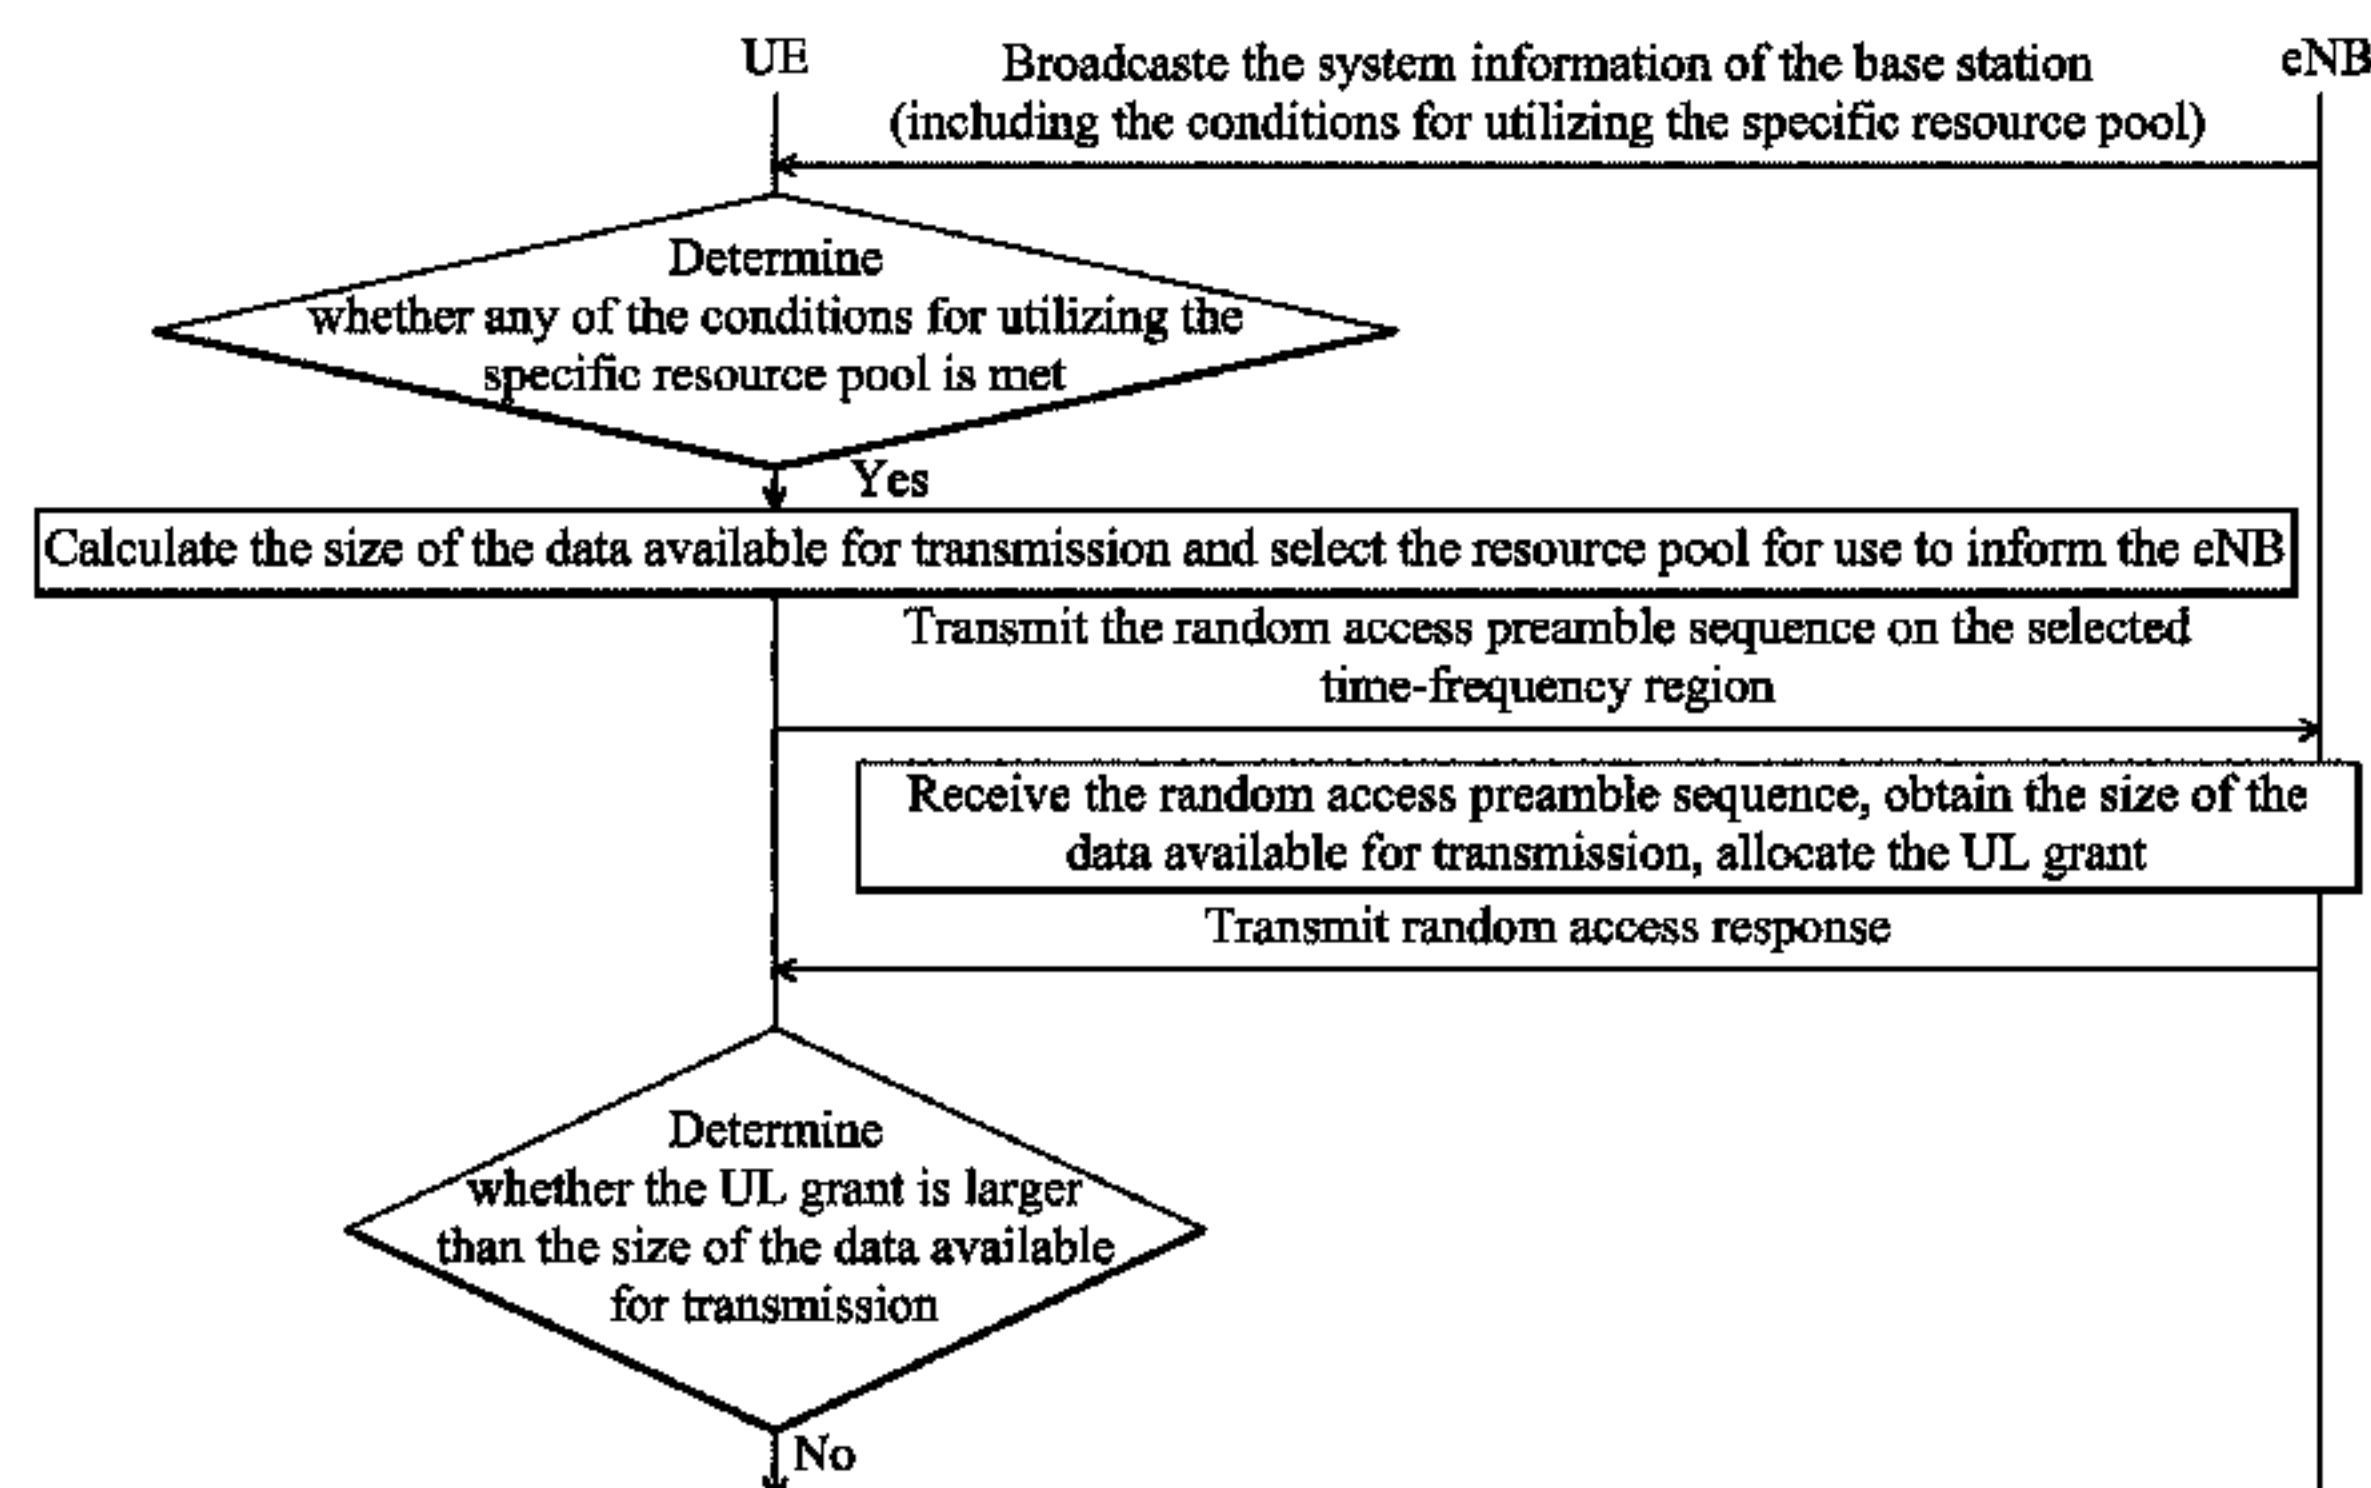 UE
Broadcaste the system information of the base station
eNB
(including the conditions for utilizing the specific resource pool)
Determine
whether any of the conditions for utilizing the
specific resource pool is met
Yes
Calculate the size of the data available for transmission and select the resource pool for use to inform the eNB
Transmit the random access preamble sequence on the selected
time-frequency region
Receive the random access preamble sequence, obtain the size of the
data available for transmission, allocate the UL grant
Transmit random access response
Determine
whether the UL grant is larger
than the size of the data available
for transmission
No